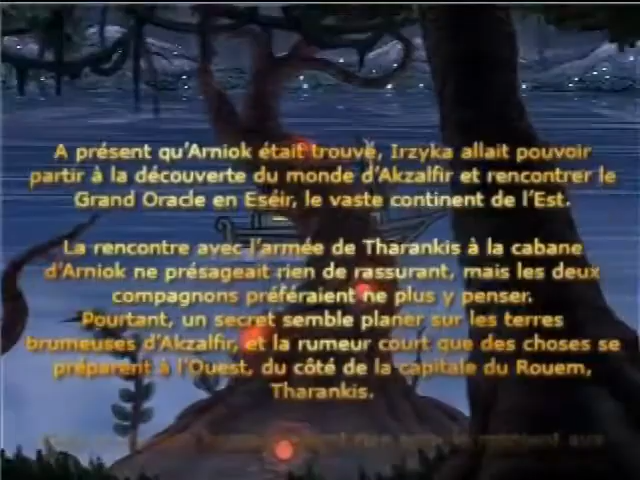 A présent qu'Arniok était trouvé, Irzyka allait pouvoir
partir à la découverte du monde d'Akzalfir et rencontrer le
Grand Oracle en Eséir, le vaste continent de l'Est.
La rencontre avec l'armée de Tharankis à la cabane
d'Arniok ne présageait rien de rassurant, mais les deux
compagnons préféraient ne plus y penser.
Pourtant, un secret semble planer sur les terres
brumeuses d'Akzalfir, et la rumeur court que des choses se
préparent à l'Ouest, du côté de la capitale du Rouem,
Tharankis.